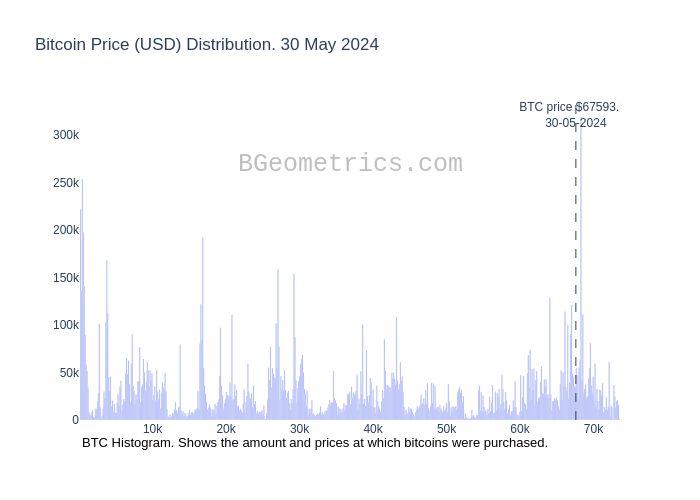 Bitcoin Price (USD) Distribution. 30 May 2024
BTC price $67593.
30-05-2024
BGeometrics.com
300k
250k
200k
150k
100k
50k
0
10k 20k 30k 40k 50k 60k 70k
BTC Histogram. Shows the amount and prices at which bitcoins were purchased.